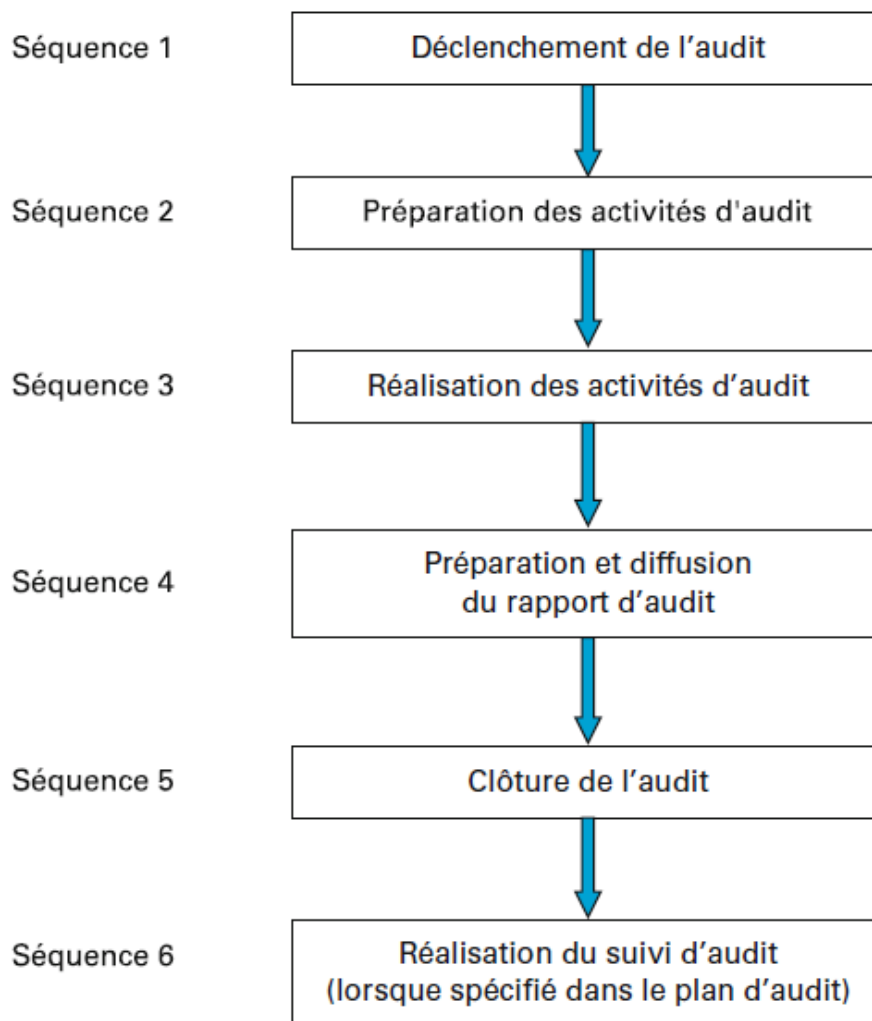 Séquence 1
Déclenchement de l’audit
Séquence 2
Préparation des activités d'audit
Séquence 3
Réalisation des activités d’audit
Séquence 4
Préparation et diffusion
du rapport d’audit
Séquence 5
Clôture de l’audit
Séquence 6
Réalisation du suivi d’audit
(lorsque spécifié dans le plan d’audit)